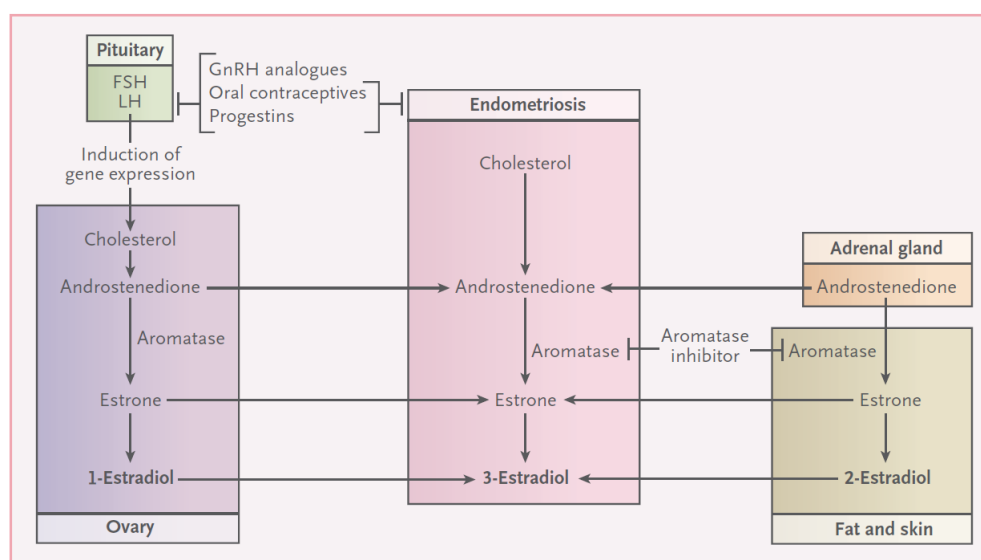 Pituitary
FSH
LH
GnRH analogues
Oral contraceptives
Progestins
Induction of
gene expression
Cholesterol
Androstenedione
Aromatase
Estrone
1-Estradiol
Ovary
Endometriosis
Cholesterol
Androstenedione
Aromatase
Estrone
3-Estradiol
Aromatase
inhibitor
Adrenal gland
Androstenedione
Aromatase
Estrone
2-Estradiol
Fat and skin